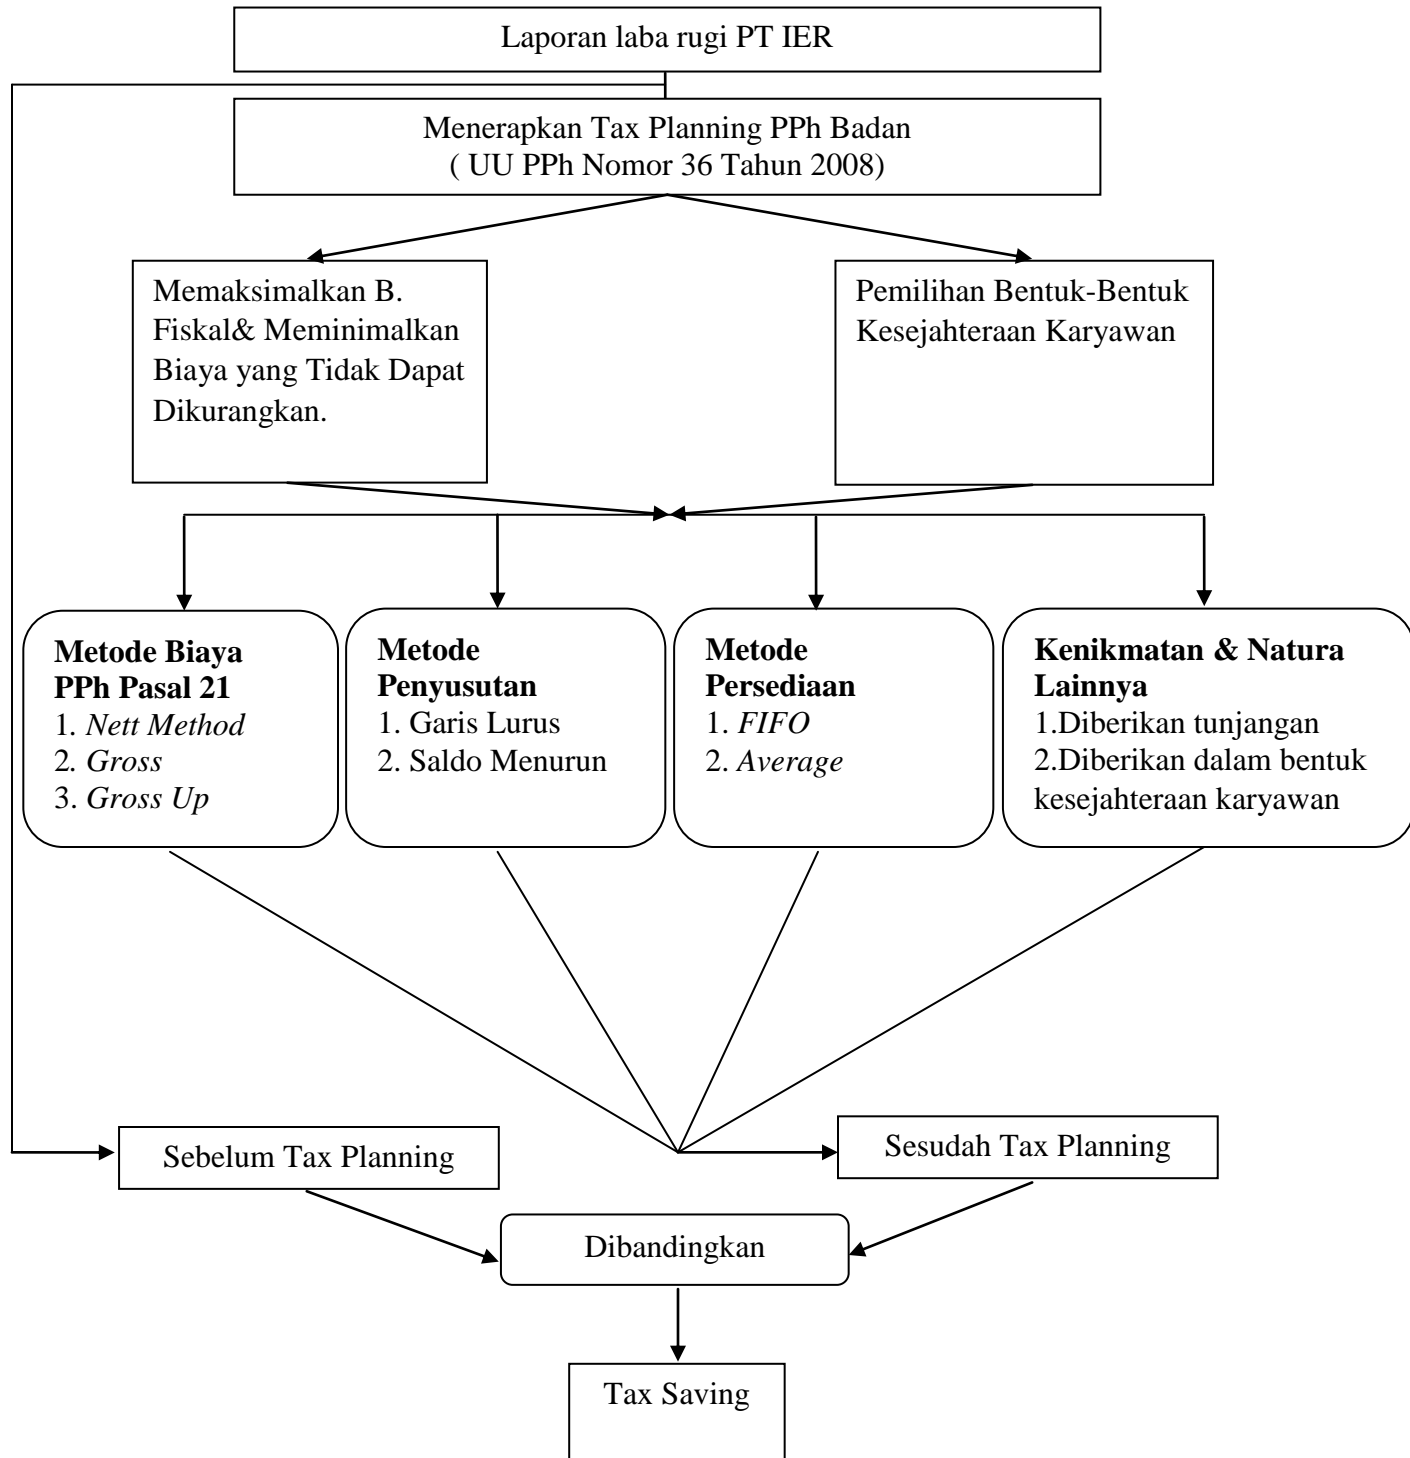 Laporan laba rugi PT IER
Menerapkan Tax Planning PPh Badan
( UU PPh Nomor 36 Tahun 2008)
Memaksimalkan B.
Fiskal& Meminimalkan
Biaya yang Tidak Dapat
Dikurangkan.
Pemilihan Bentuk-Bentuk
Kesejahteraan Karyawan
Metode Biaya
PPh Pasal 21
1. Nett Method
2. Gross
3. Gross Up
Metode
Penyusutan
1. Garis Lurus
2. Saldo Menurun
Metode
Persediaan
1. FIFO
2. Average
Kenikmatan & Natura
Lainnya
1.Diberikan tunjangan
2.Diberikan dalam bentuk
kesejahteraan karyawan
Sebelum Tax Planning
Sesudah Tax Planning
Dibandingkan
Tax Saving